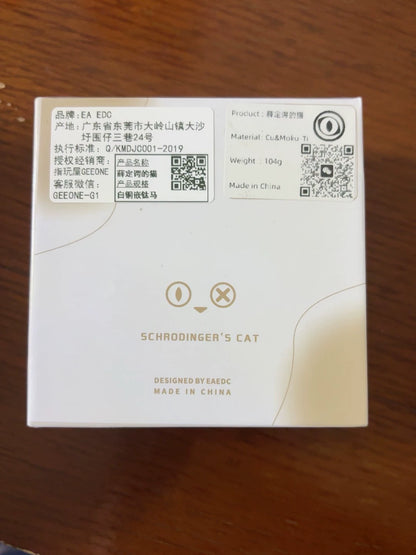 品牌:EA EDC
产地:广东省东莞市大岭山镇大沙
圩围仔三巷24号
执行标准: Q/KMDJC001-2019
授权经销商:
指玩屋GEEONE
客服微信:
GEEONE-G1
产品名称
薛定谔的猫
产品规格
白铜嵌钛马
Product : 薛定谔的猫
Material: Cu&Moku-Ti
Weight : 104g
Made in China
SCHRODINGER'S CAT
DESIGNED BY EAEDC
MADE IN CHINA